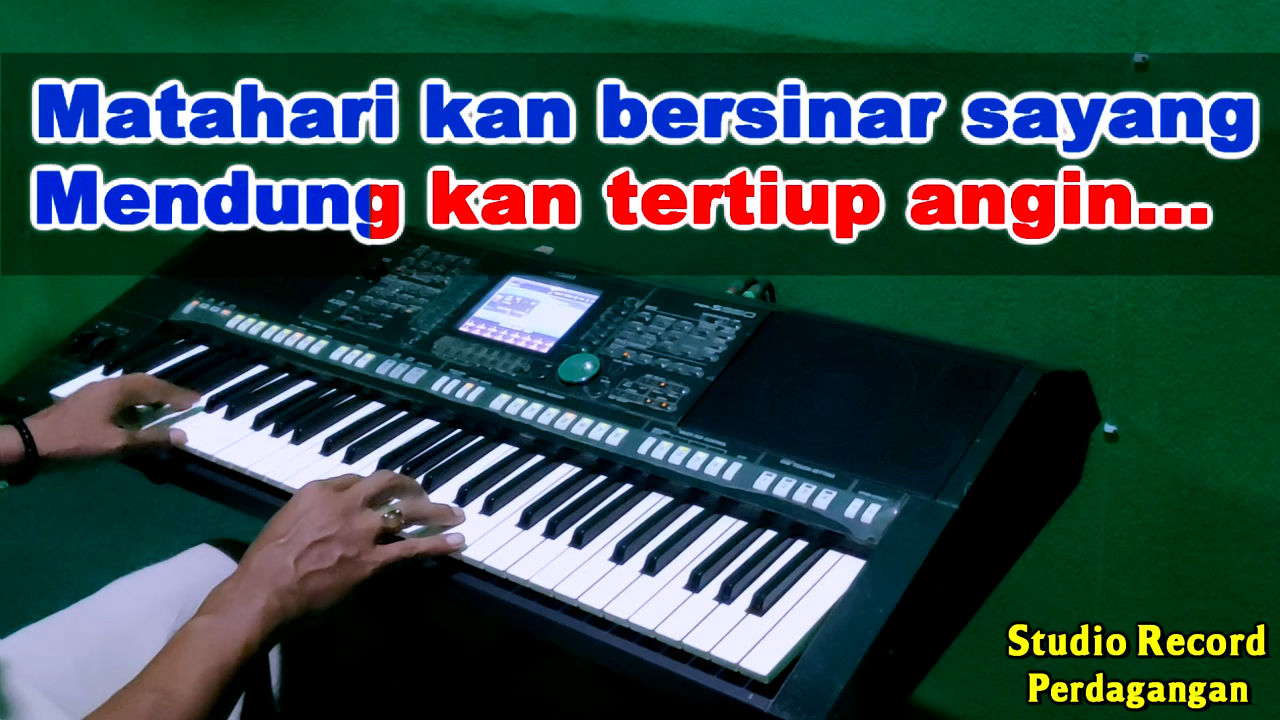 Matahari kan bersinar sayang
Mendung kan tertiup angin...
Studio Record
Perdagangan